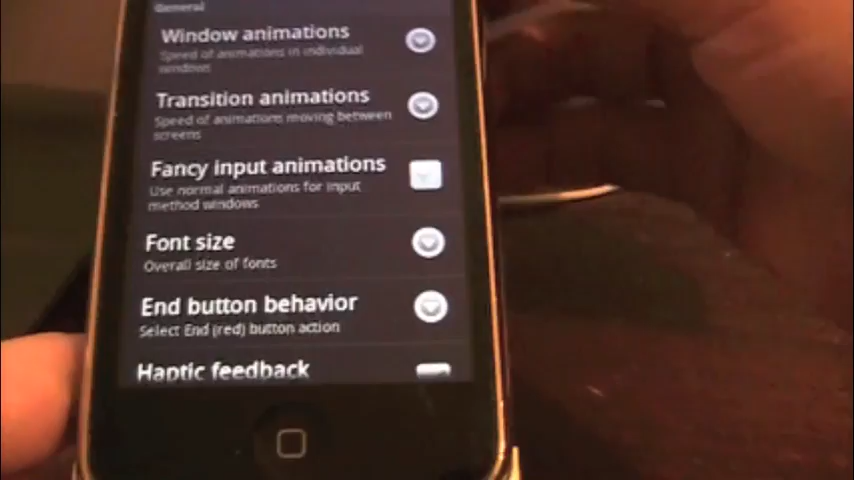 General
Window animations
Speed of animations in individual
windows
Transition animations
Speed of animations moving between
screens
Fancy input animations
Use normal animations for input
method windows
Font size
Overall size of fonts
End button behavior
Select End (red) button action
Haptic feedback